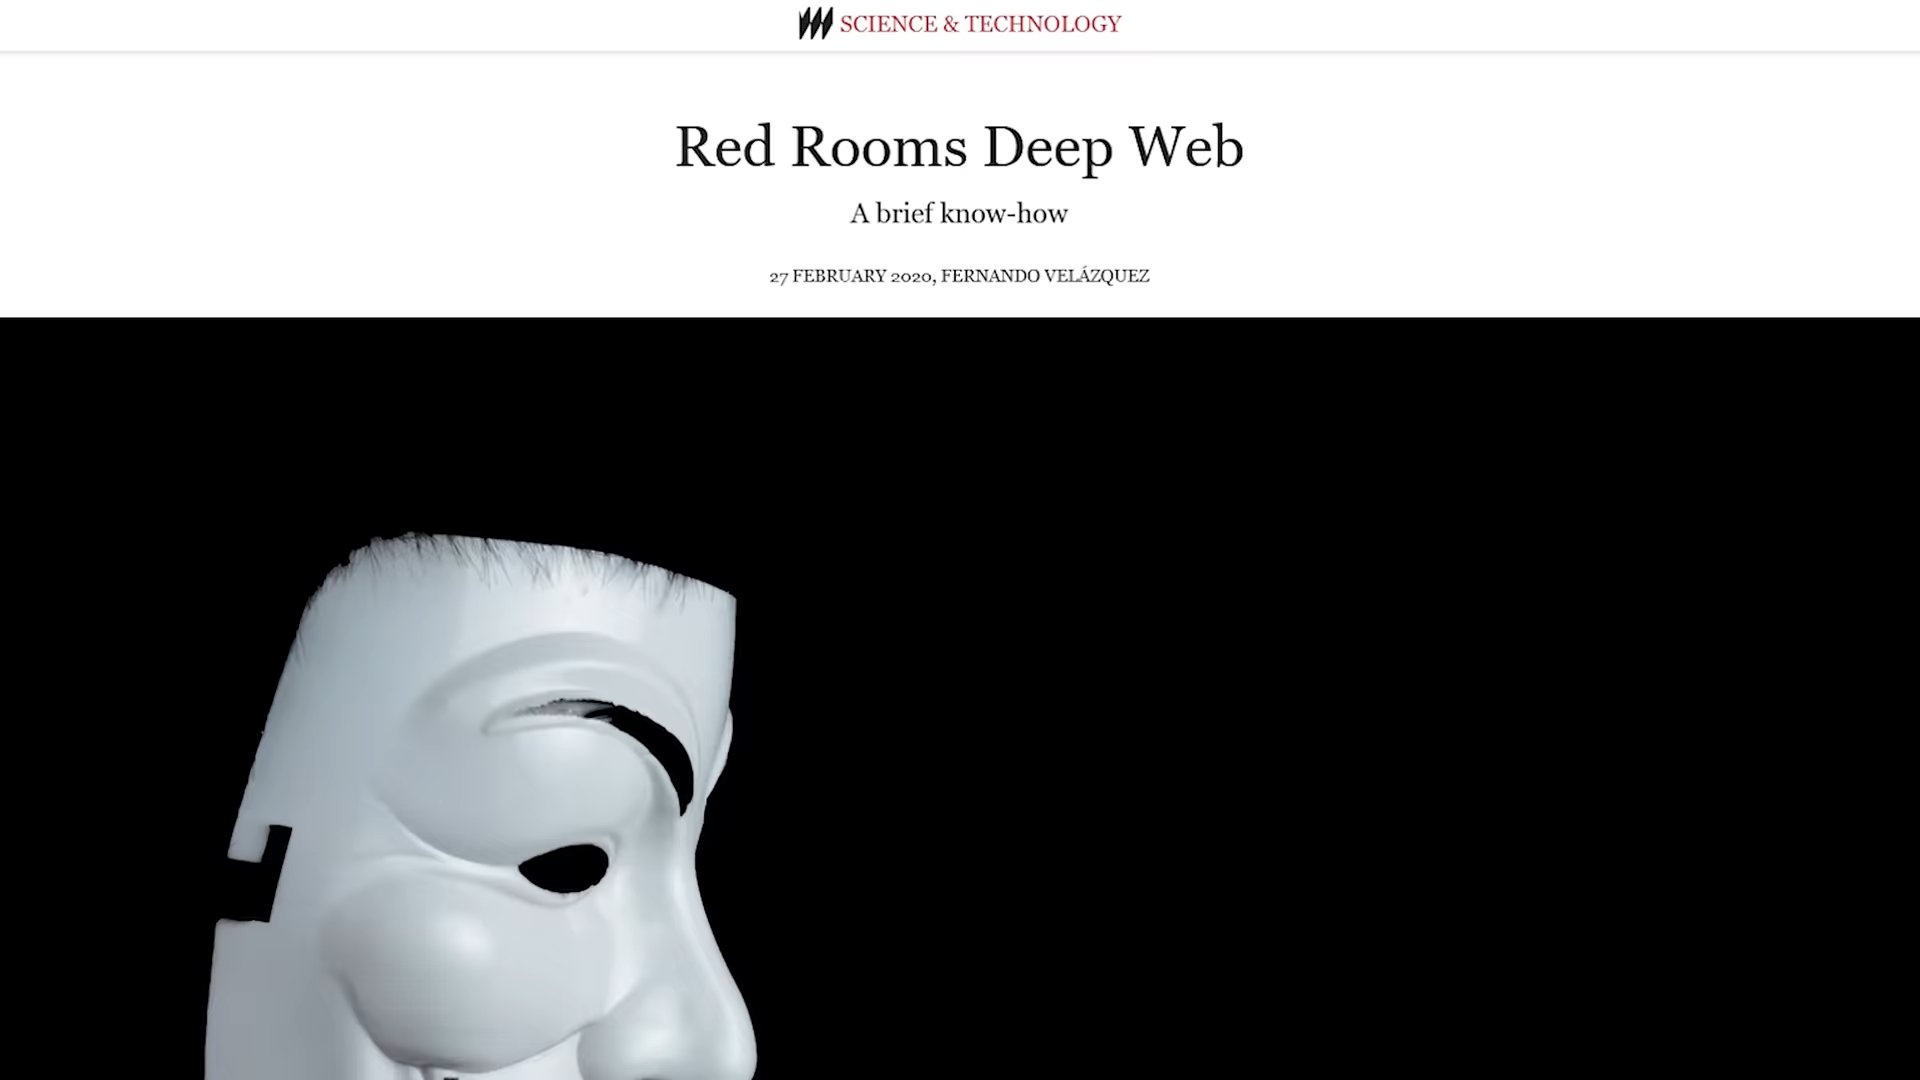 SCIENCE & TECHNOLOGY
Red Rooms Deep Web
A brief know-how
27 FEBRUARY 2020, FERNANDO VELÁZQUEZ